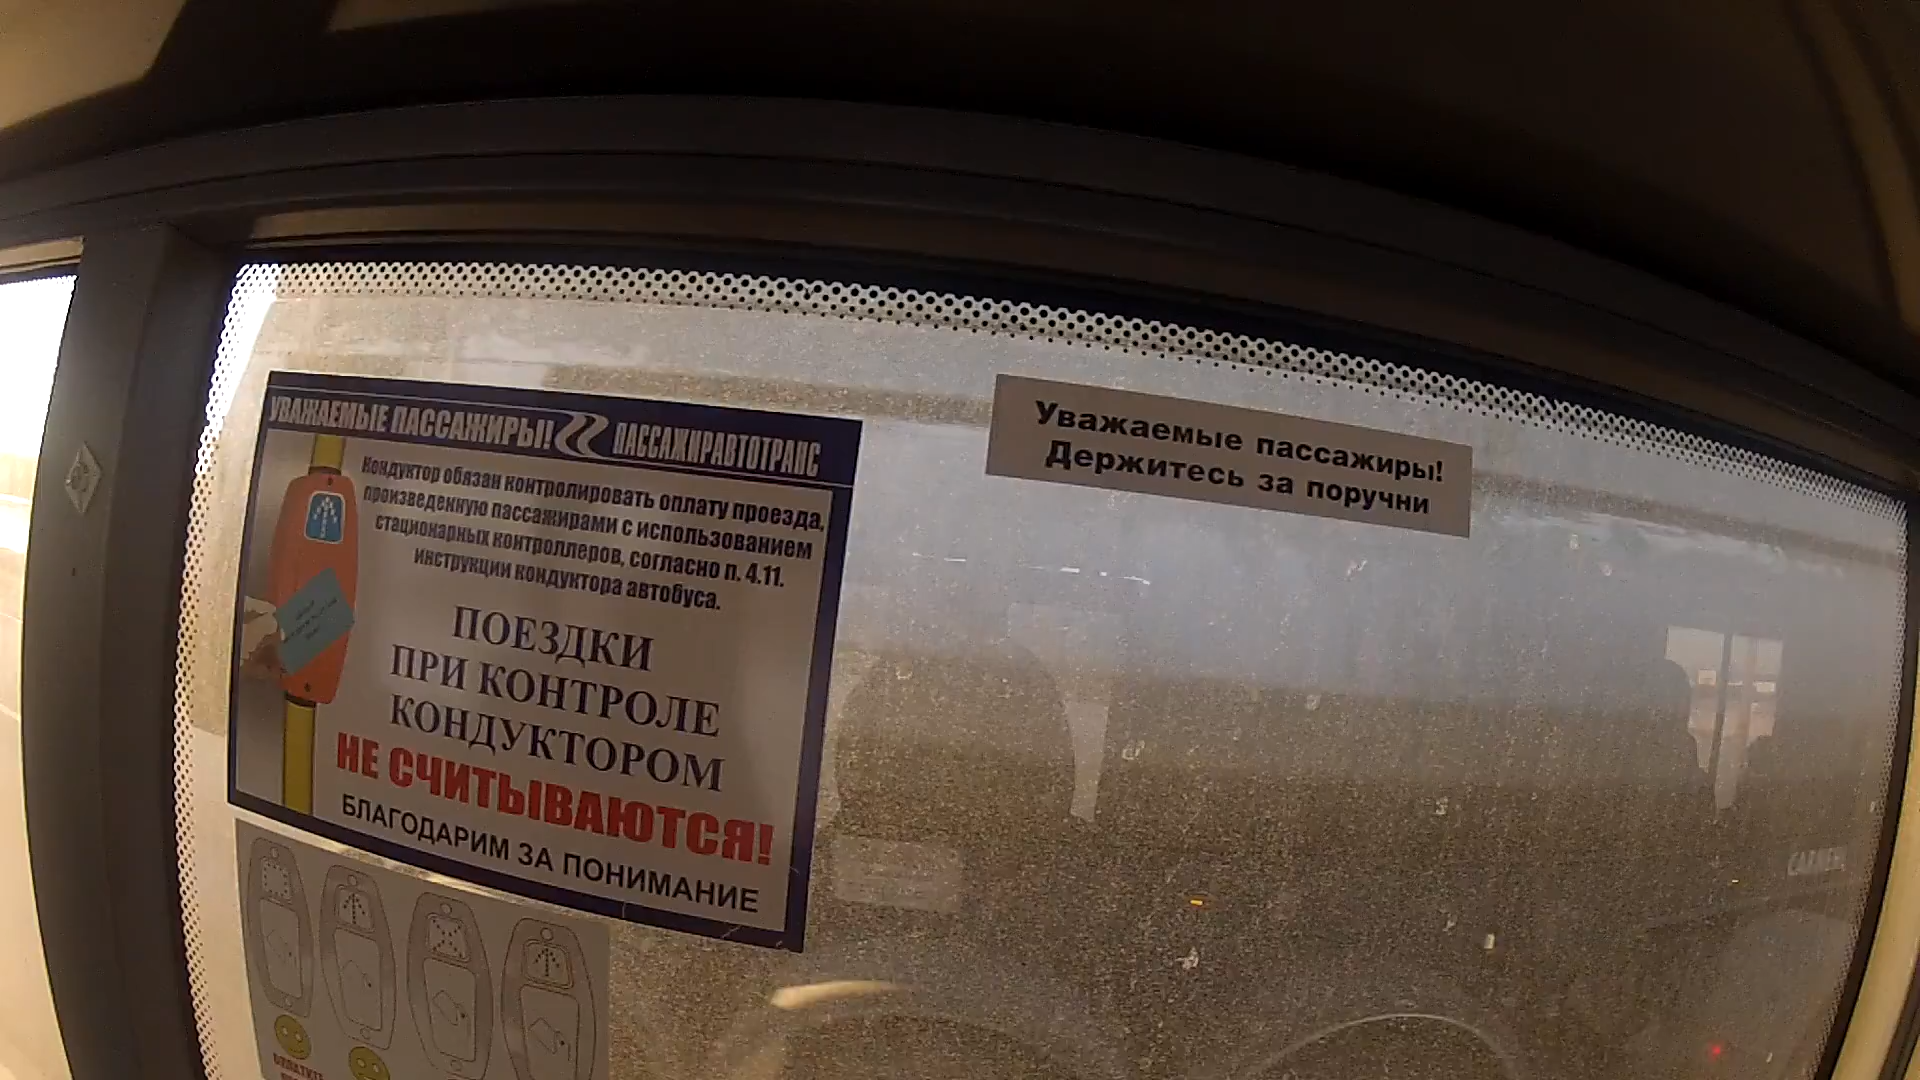 УВАЖАЕМЫЕ ПАССАЖИРЫ! ПАССАЖИРАВТОТРАНС
Кондуктор обязан контролировать оплату проезда,
произведенную пассажирами с использованием
стационарных контроллеров, согласно п. 4.11.
инструкции кондуктора автобуса.
ПОЕЗДКИ
ПРИ КОНТРОЛЕ
КОНДУКТОРОМ
НЕ СЧИТЫВАЮТСЯ!
БЛАГОДАРИМ ЗА ПОНИМАНИЕ
Уважаемые пассажиры!
Держитесь за поручни